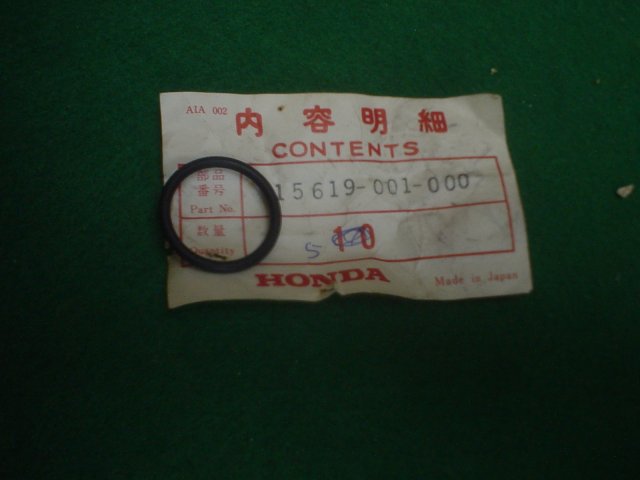 AIA 002
内容明細
CONTENTS
部品
番号
Part No.
15619-001-000
数量
Quantity
10
5
HONDA
Made in Japan